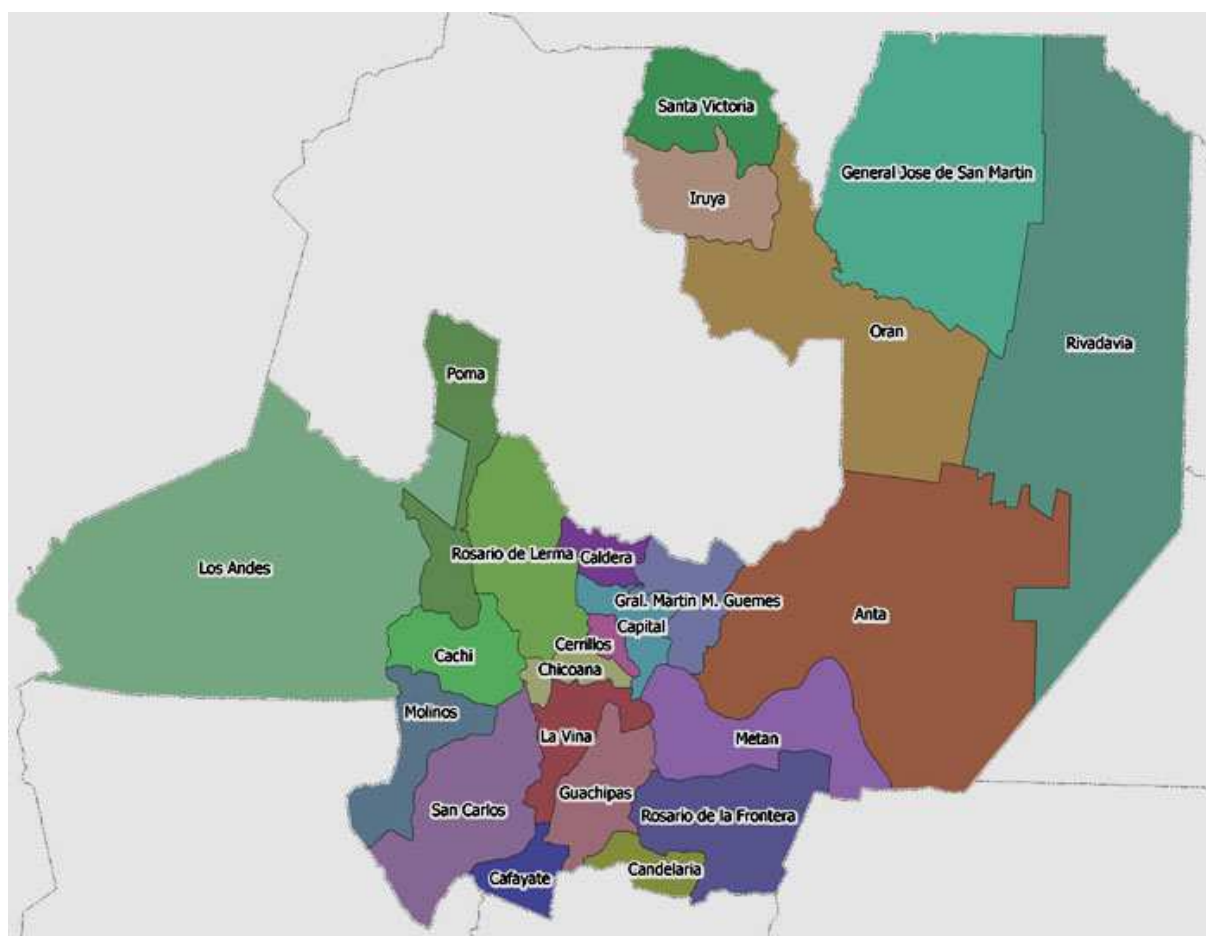 Santa Victoria
General Jose de San Martin
Iruya
Oran
Rivadavia
Poma
Rosario de Lerma
Caldera
Los Andes
Gral. Martin M. Guemes
Anta
Capital
Cerrillos
Cachi
Chicoana
Molinos
La Vina
Metan
Guachipas
San Carlos
Rosario de la Frontera
Candelaria
Cafayate